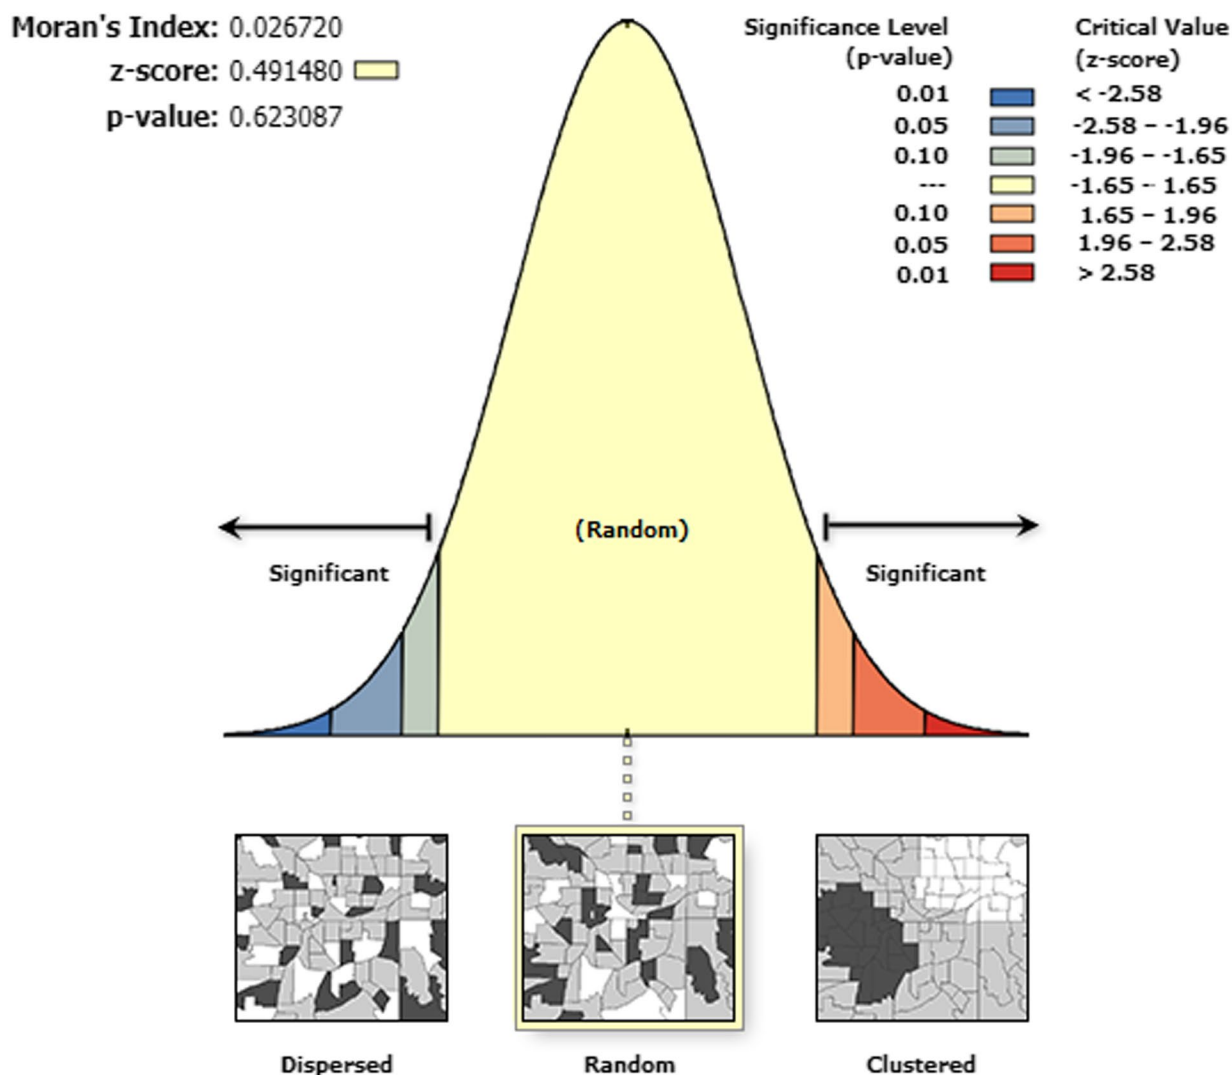 Moran's Index: 0.026720
z-score: 0.491480
p-value: 0.623087
Significance Level
(p-value)
Critical Value
(z-score)
0.01 < -2.58
0.05 -2.58 – -1.96
0.10 -1.96 – -1.65
--- -1.65 - 1.65
0.10 1.65 – 1.96
0.05 1.96 – 2.58
0.01 > 2.58
(Random)
Significant
Significant
Dispersed
Random
Clustered